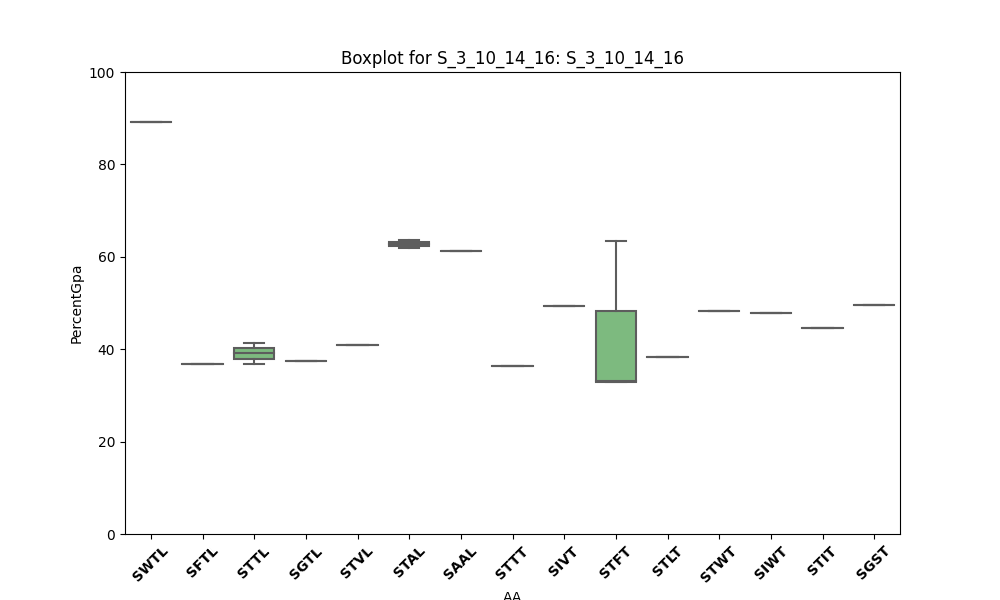 Boxplot for S_3_10_14_16: S_3_10_14_16
PercentGpa
100
80
60
40
20
0
SWTL SFTL STTL SGTL STVL STAL SAAL STTT SIVT STFT STLT STWT SIWT STIT SGST
AA